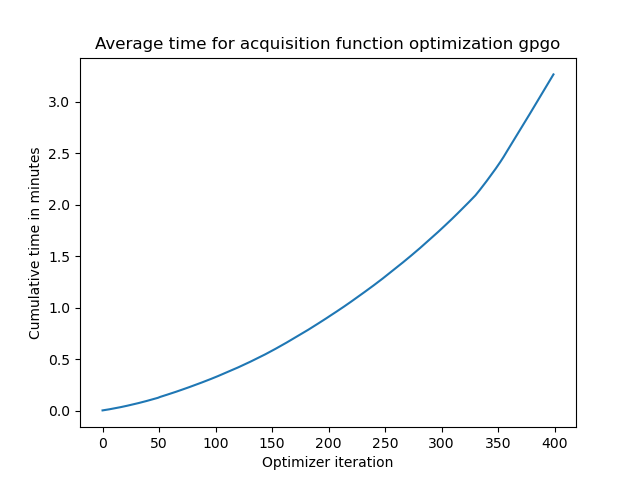 Average time for acquisition function optimization gpgo
3.0
2.5
2.0
1.5
1.0
0.5
0.0
Cumulative time in minutes
0 50 100 150 200 250 300 350 400
Optimizer iteration